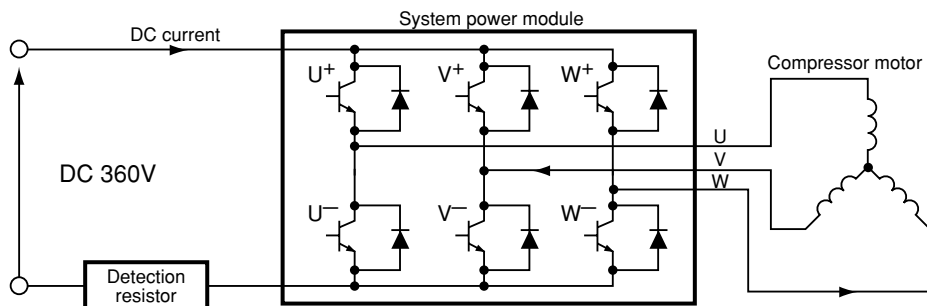 System power module
DC current
U+
V+
W+
Compressor motor
U
V
W
DC 360V
U—
V—
W—
Detection
resistor